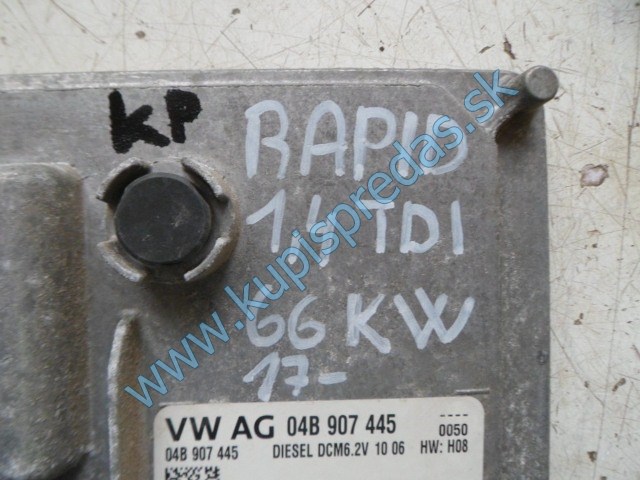 KP
RAPID
1,4 TDI
66 KW
17-
www.kupispredas.sk
VW AG 04B 907 445
----
0050
04B 907 445 DIESEL DCM6.2V 10 06 HW: H08